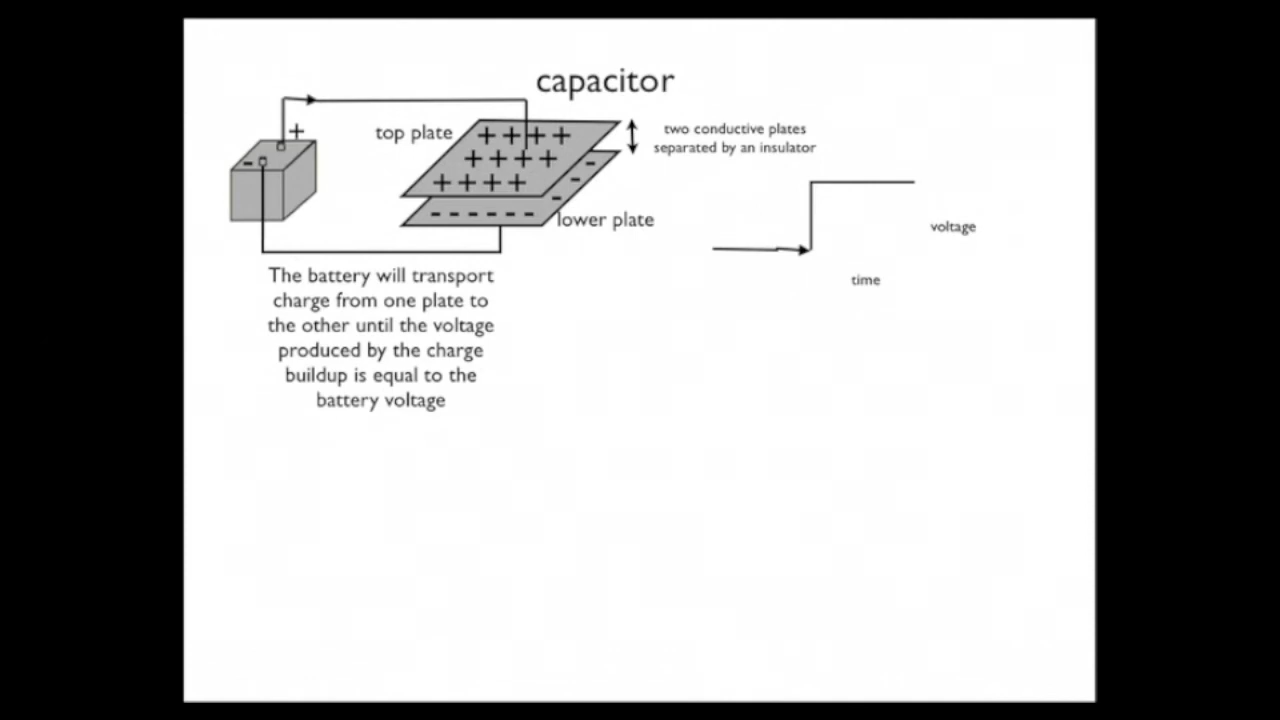 capacitor
top plate
two conductive plates
separated by an insulator
lower plate
voltage
time
The battery will transport
charge from one plate to
the other until the voltage
produced by the charge
buildup is equal to the
battery voltage
+
-
+ + + +
+ + + +
+ + + +
- - - - - -
-
-
-